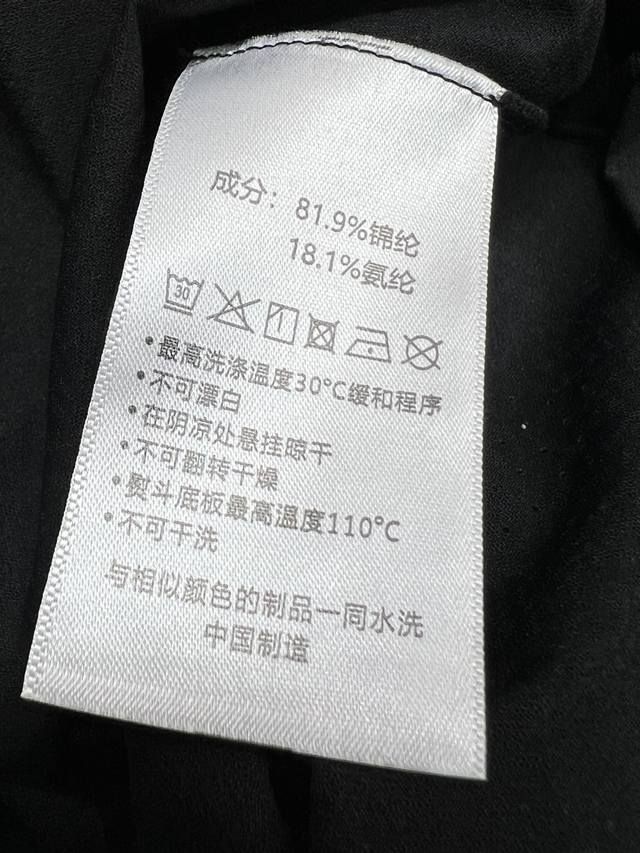 成分：81.9%锦纶
18.1%氨纶
30
•最高洗涤温度30°C缓和程序
•不可漂白
•在阴凉处悬挂晾干
•不可翻转干燥
•熨斗底板最高温度110°C
•不可干洗
与相似颜色的制品一同水洗
中国制造